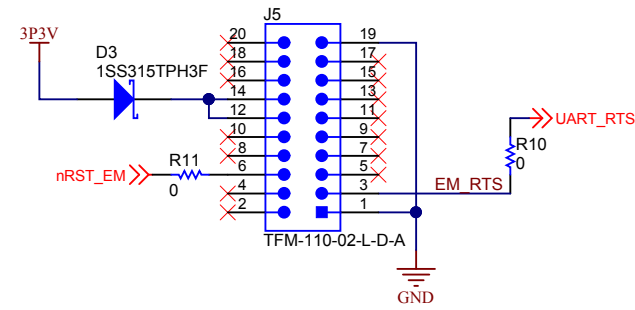 J5
3P3V
D3
1SS315TPH3F
20 19
18 17
16 15
14 13
12 11
10 9
8 7
6 5
4 3
2 1
UART_RTS
R10
0
nRST_EM
R11
0
EM_RTS
TFM-110-02-L-D-A
GND